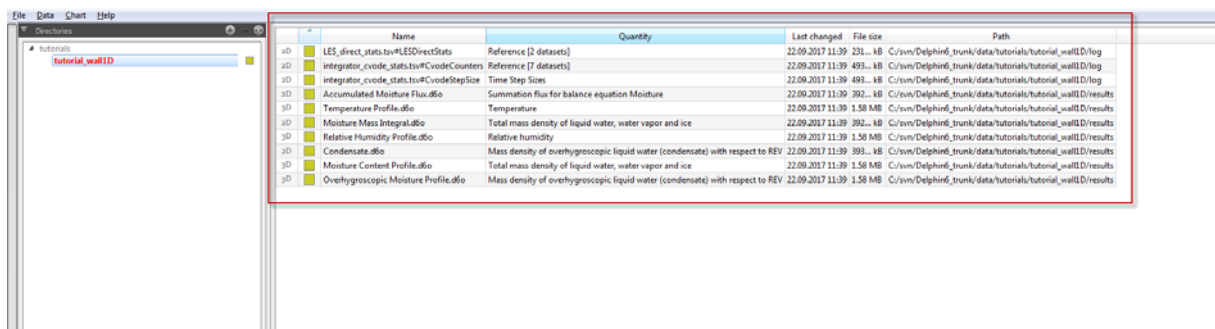 File Data Chart Help
Directories
tutorials
tutorial_wall1D
Name Quantity Last changed File size Path
2D LES_direct_stats.tsv#LESDirectStats Reference [2 datasets] 22.09.2017 11:39 231... kB C:/svn/Delphin6_trunk/data/tutorials/tutorial_wall1D/log
2D integrator_cvode_stats.tsv#CvodeCounters Reference [7 datasets] 22.09.2017 11:39 493... kB C:/svn/Delphin6_trunk/data/tutorials/tutorial_wall1D/log
2D integrator_cvode_stats.tsv#CvodeStepSize Time Step Sizes 22.09.2017 11:39 493... kB C:/svn/Delphin6_trunk/data/tutorials/tutorial_wall1D/log
2D Accumulated Moisture Flux.d6o Summation flux for balance equation Moisture 22.09.2017 11:39 392... kB C:/svn/Delphin6_trunk/data/tutorials/tutorial_wall1D/results
3D Temperature Profile.d6o Temperature 22.09.2017 11:39 1.58 MB C:/svn/Delphin6_trunk/data/tutorials/tutorial_wall1D/results
2D Moisture Mass Integral.d6o Total mass density of liquid water, water vapor and ice 22.09.2017 11:39 392... kB C:/svn/Delphin6_trunk/data/tutorials/tutorial_wall1D/results
3D Relative Humidity Profile.d6o Relative humidity 22.09.2017 11:39 1.58 MB C:/svn/Delphin6_trunk/data/tutorials/tutorial_wall1D/results
2D Condensate.d6o Mass density of overhygroscopic liquid water (condensate) with respect to REV 22.09.2017 11:39 393... kB C:/svn/Delphin6_trunk/data/tutorials/tutorial_wall1D/results
3D Moisture Content Profile.d6o Total mass density of liquid water, water vapor and ice 22.09.2017 11:39 1.58 MB C:/svn/Delphin6_trunk/data/tutorials/tutorial_wall1D/results
3D Overhygroscopic Moisture Profile.d6o Mass density of overhygroscopic liquid water (condensate) with respect to REV 22.09.2017 11:39 1.58 MB C:/svn/Delphin6_trunk/data/tutorials/tutorial_wall1D/results